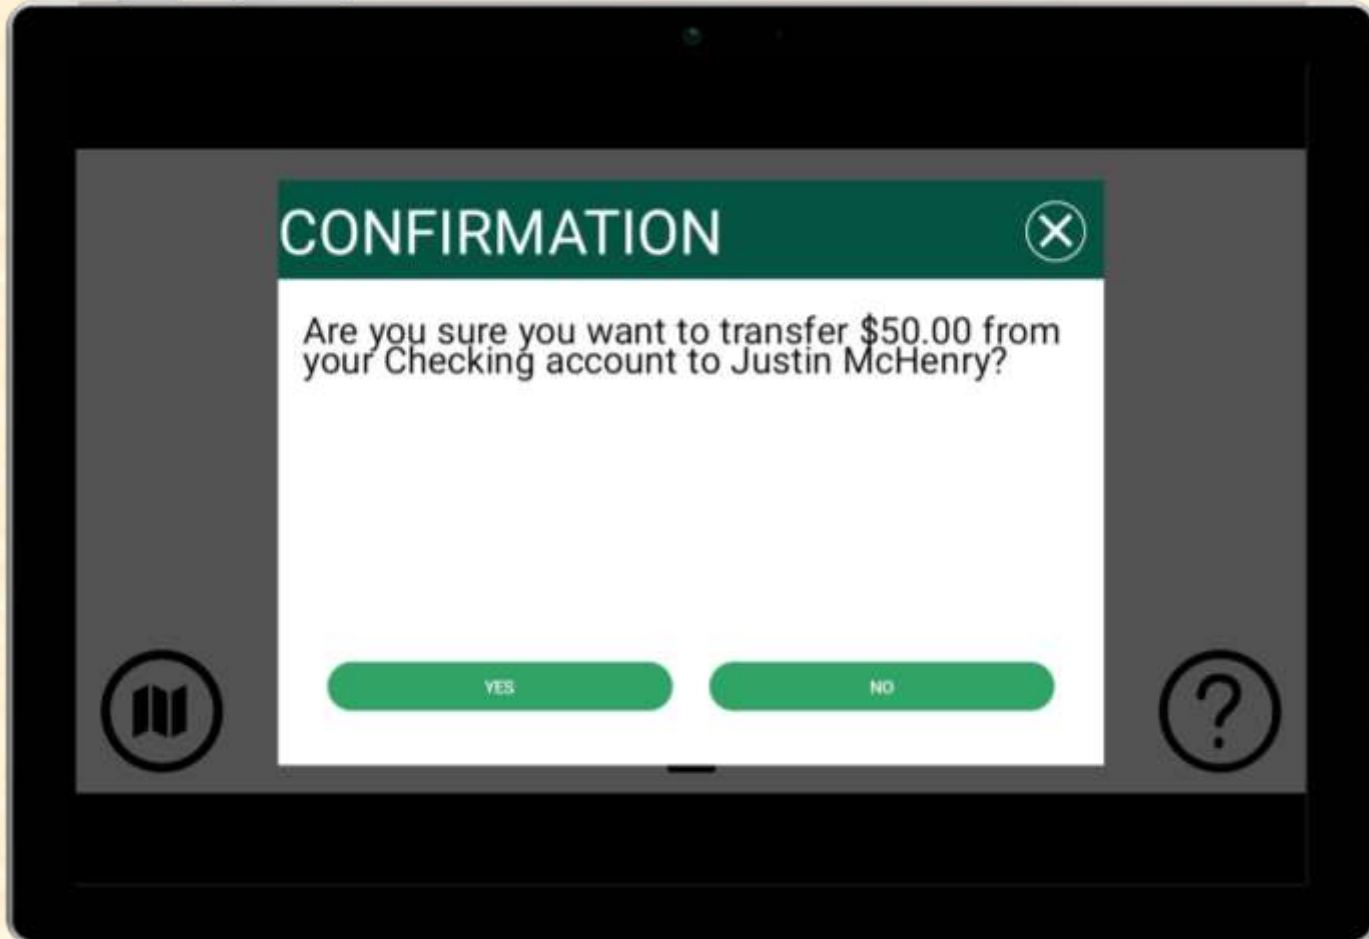 CONFIRMATION
Are you sure you want to transfer $50.00 from
your Checking account to Justin McHenry?
YES
NO
?